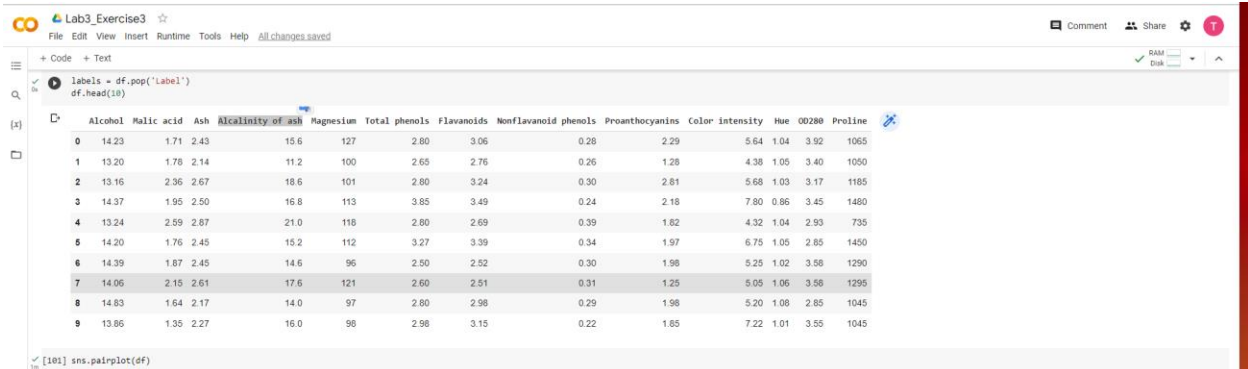 CO Lab3_Exercise3
File Edit View Insert Runtime Tools Help All changes saved
Comment Share T
+ Code + Text
RAM
Disk
0s labels = df.pop('Label')
df.head(10)
{x}
Alcohol Malic acid Ash Alcalinity of ash Magnesium Total phenols Flavanoids Nonflavanoid phenols Proanthocyanins Color intensity Hue OD280 Proline
0 14.23 1.71 2.43 15.6 127 2.80 3.06 0.28 2.29 5.64 1.04 3.92 1065
1 13.20 1.78 2.14 11.2 100 2.65 2.76 0.26 1.28 4.38 1.05 3.40 1050
2 13.16 2.36 2.67 18.6 101 2.80 3.24 0.30 2.81 5.68 1.03 3.17 1185
3 14.37 1.95 2.50 16.8 113 3.85 3.49 0.24 2.18 7.80 0.86 3.45 1480
4 13.24 2.59 2.87 21.0 118 2.80 2.69 0.39 1.82 4.32 1.04 2.93 735
5 14.20 1.76 2.45 15.2 112 3.27 3.39 0.34 1.97 6.75 1.05 2.85 1450
6 14.39 1.87 2.45 14.6 96 2.50 2.52 0.30 1.98 5.25 1.02 3.58 1290
7 14.06 2.15 2.61 17.6 121 2.60 2.51 0.31 1.25 5.05 1.06 3.58 1295
8 14.83 1.64 2.17 14.0 97 2.80 2.98 0.29 1.98 5.20 1.08 2.85 1045
9 13.86 1.35 2.27 16.0 98 2.98 3.15 0.22 1.85 7.22 1.01 3.55 1045
1m [101] sns.pairplot(df)